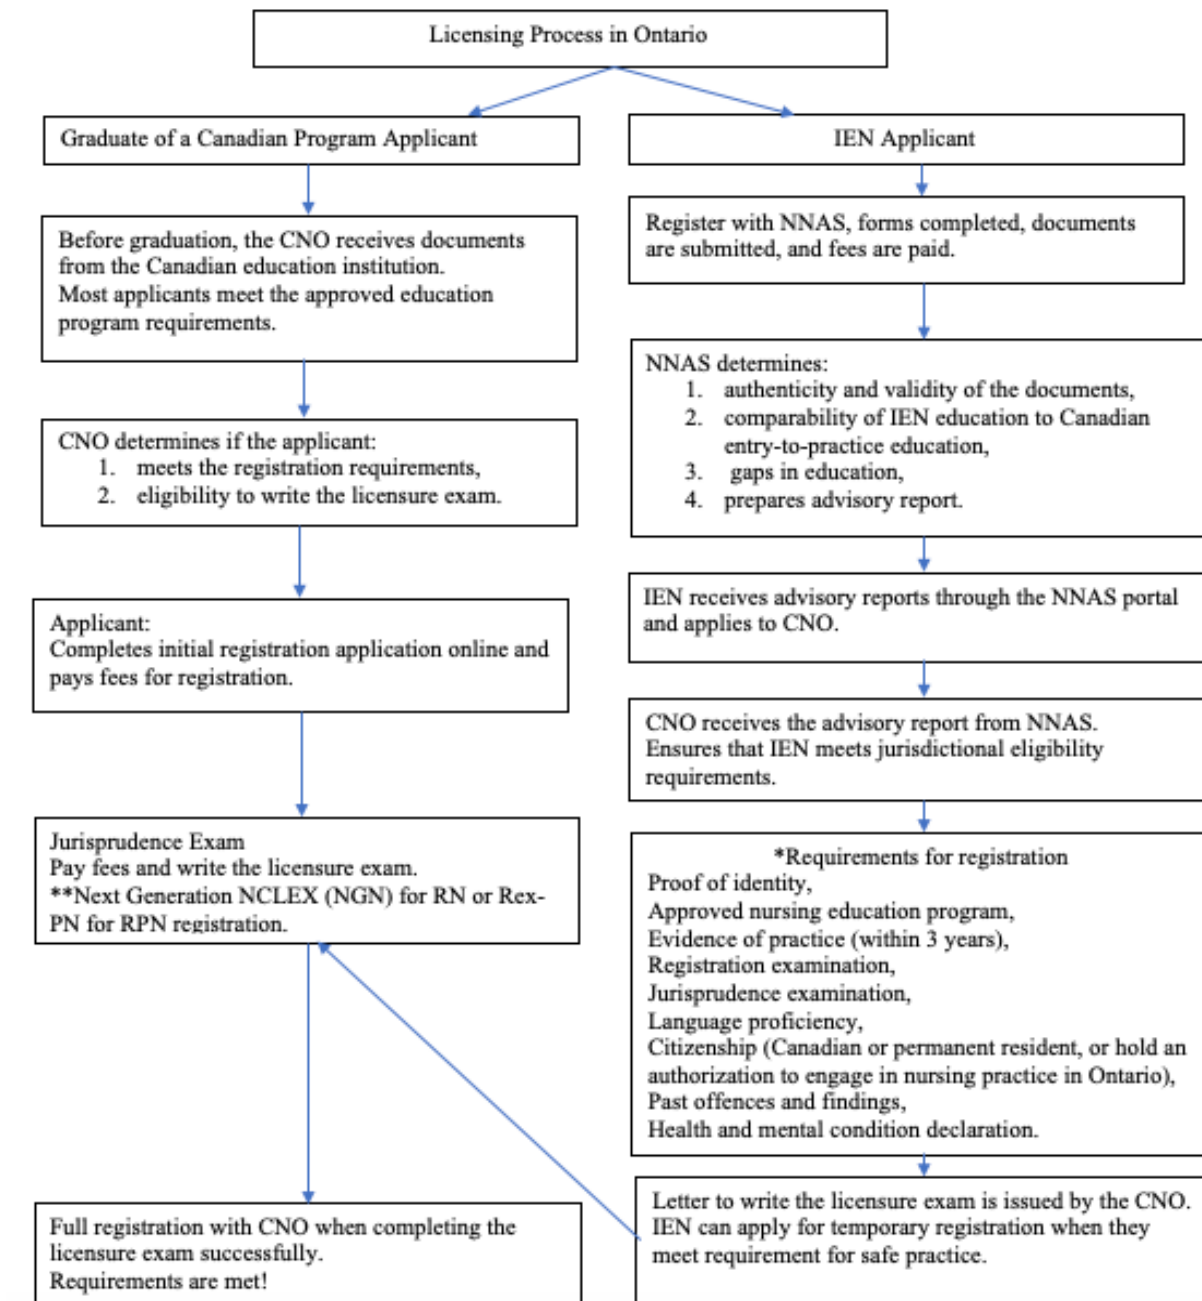 Licensing Process in Ontario
Graduate of a Canadian Program Applicant
Before graduation, the CNO receives documents
from the Canadian education institution.
Most applicants meet the approved education
program requirements.
CNO determines if the applicant:
1. meets the registration requirements,
2. eligibility to write the licensure exam.
Applicant:
Completes initial registration application online and
pays fees for registration.
Jurisprudence Exam
Pay fees and write the licensure exam.
**Next Generation NCLEX (NGN) for RN or Rex-
PN for RPN registration.
Full registration with CNO when completing the
licensure exam successfully.
Requirements are met!
IEN Applicant
Register with NNAS, forms completed, documents
are submitted, and fees are paid.
NNAS determines:
1. authenticity and validity of the documents,
2. comparability of IEN education to Canadian
entry-to-practice education,
3. gaps in education,
4. prepares advisory report.
IEN receives advisory reports through the NNAS portal
and applies to CNO.
CNO receives the advisory report from NNAS.
Ensures that IEN meets jurisdictional eligibility
requirements.
*Requirements for registration
Proof of identity,
Approved nursing education program,
Evidence of practice (within 3 years),
Registration examination,
Jurisprudence examination,
Language proficiency,
Citizenship (Canadian or permanent resident, or hold an
authorization to engage in nursing practice in Ontario),
Past offences and findings,
Health and mental condition declaration.
Letter to write the licensure exam is issued by the CNO.
IEN can apply for temporary registration when they
meet requirement for safe practice.